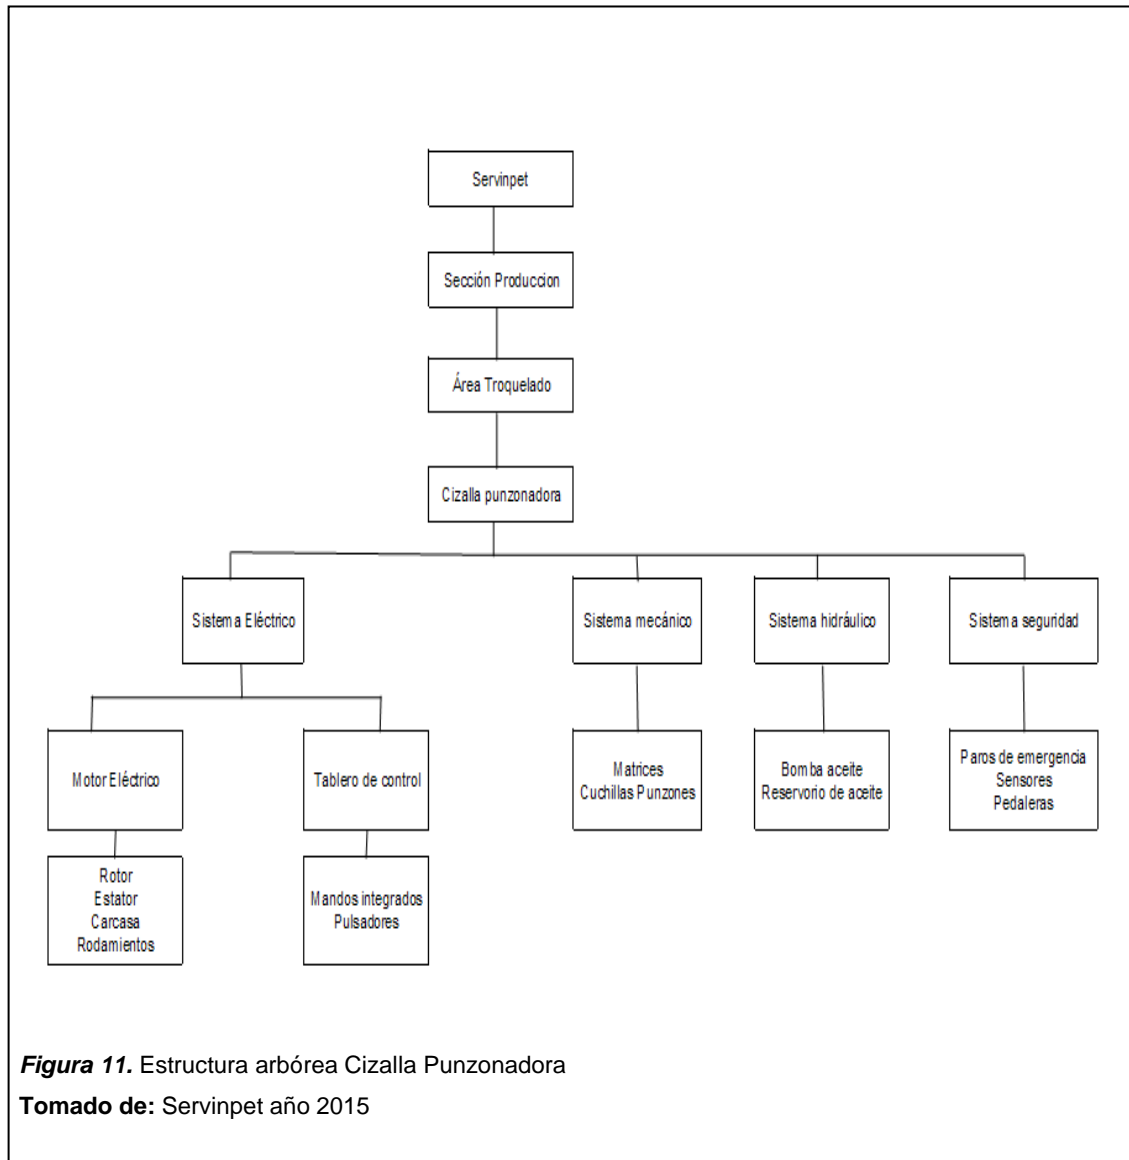 Servinpet
Sección Produccion
Área Troquelado
Cizalla punzonadora
Sistema Eléctrico
Sistema mecánico
Sistema hidráulico
Sistema seguridad
Motor Eléctrico
Tablero de control
Matrices
Cuchillas Punzones
Bomba aceite
Reservorio de aceite
Paros de emergencia
Sensores
Pedaleras
Rotor
Estator
Carcasa
Rodamientos
Mandos integrados
Pulsadores
Figura 11. Estructura arbórea Cizalla Punzonadora
Tomado de: Servinpet año 2015